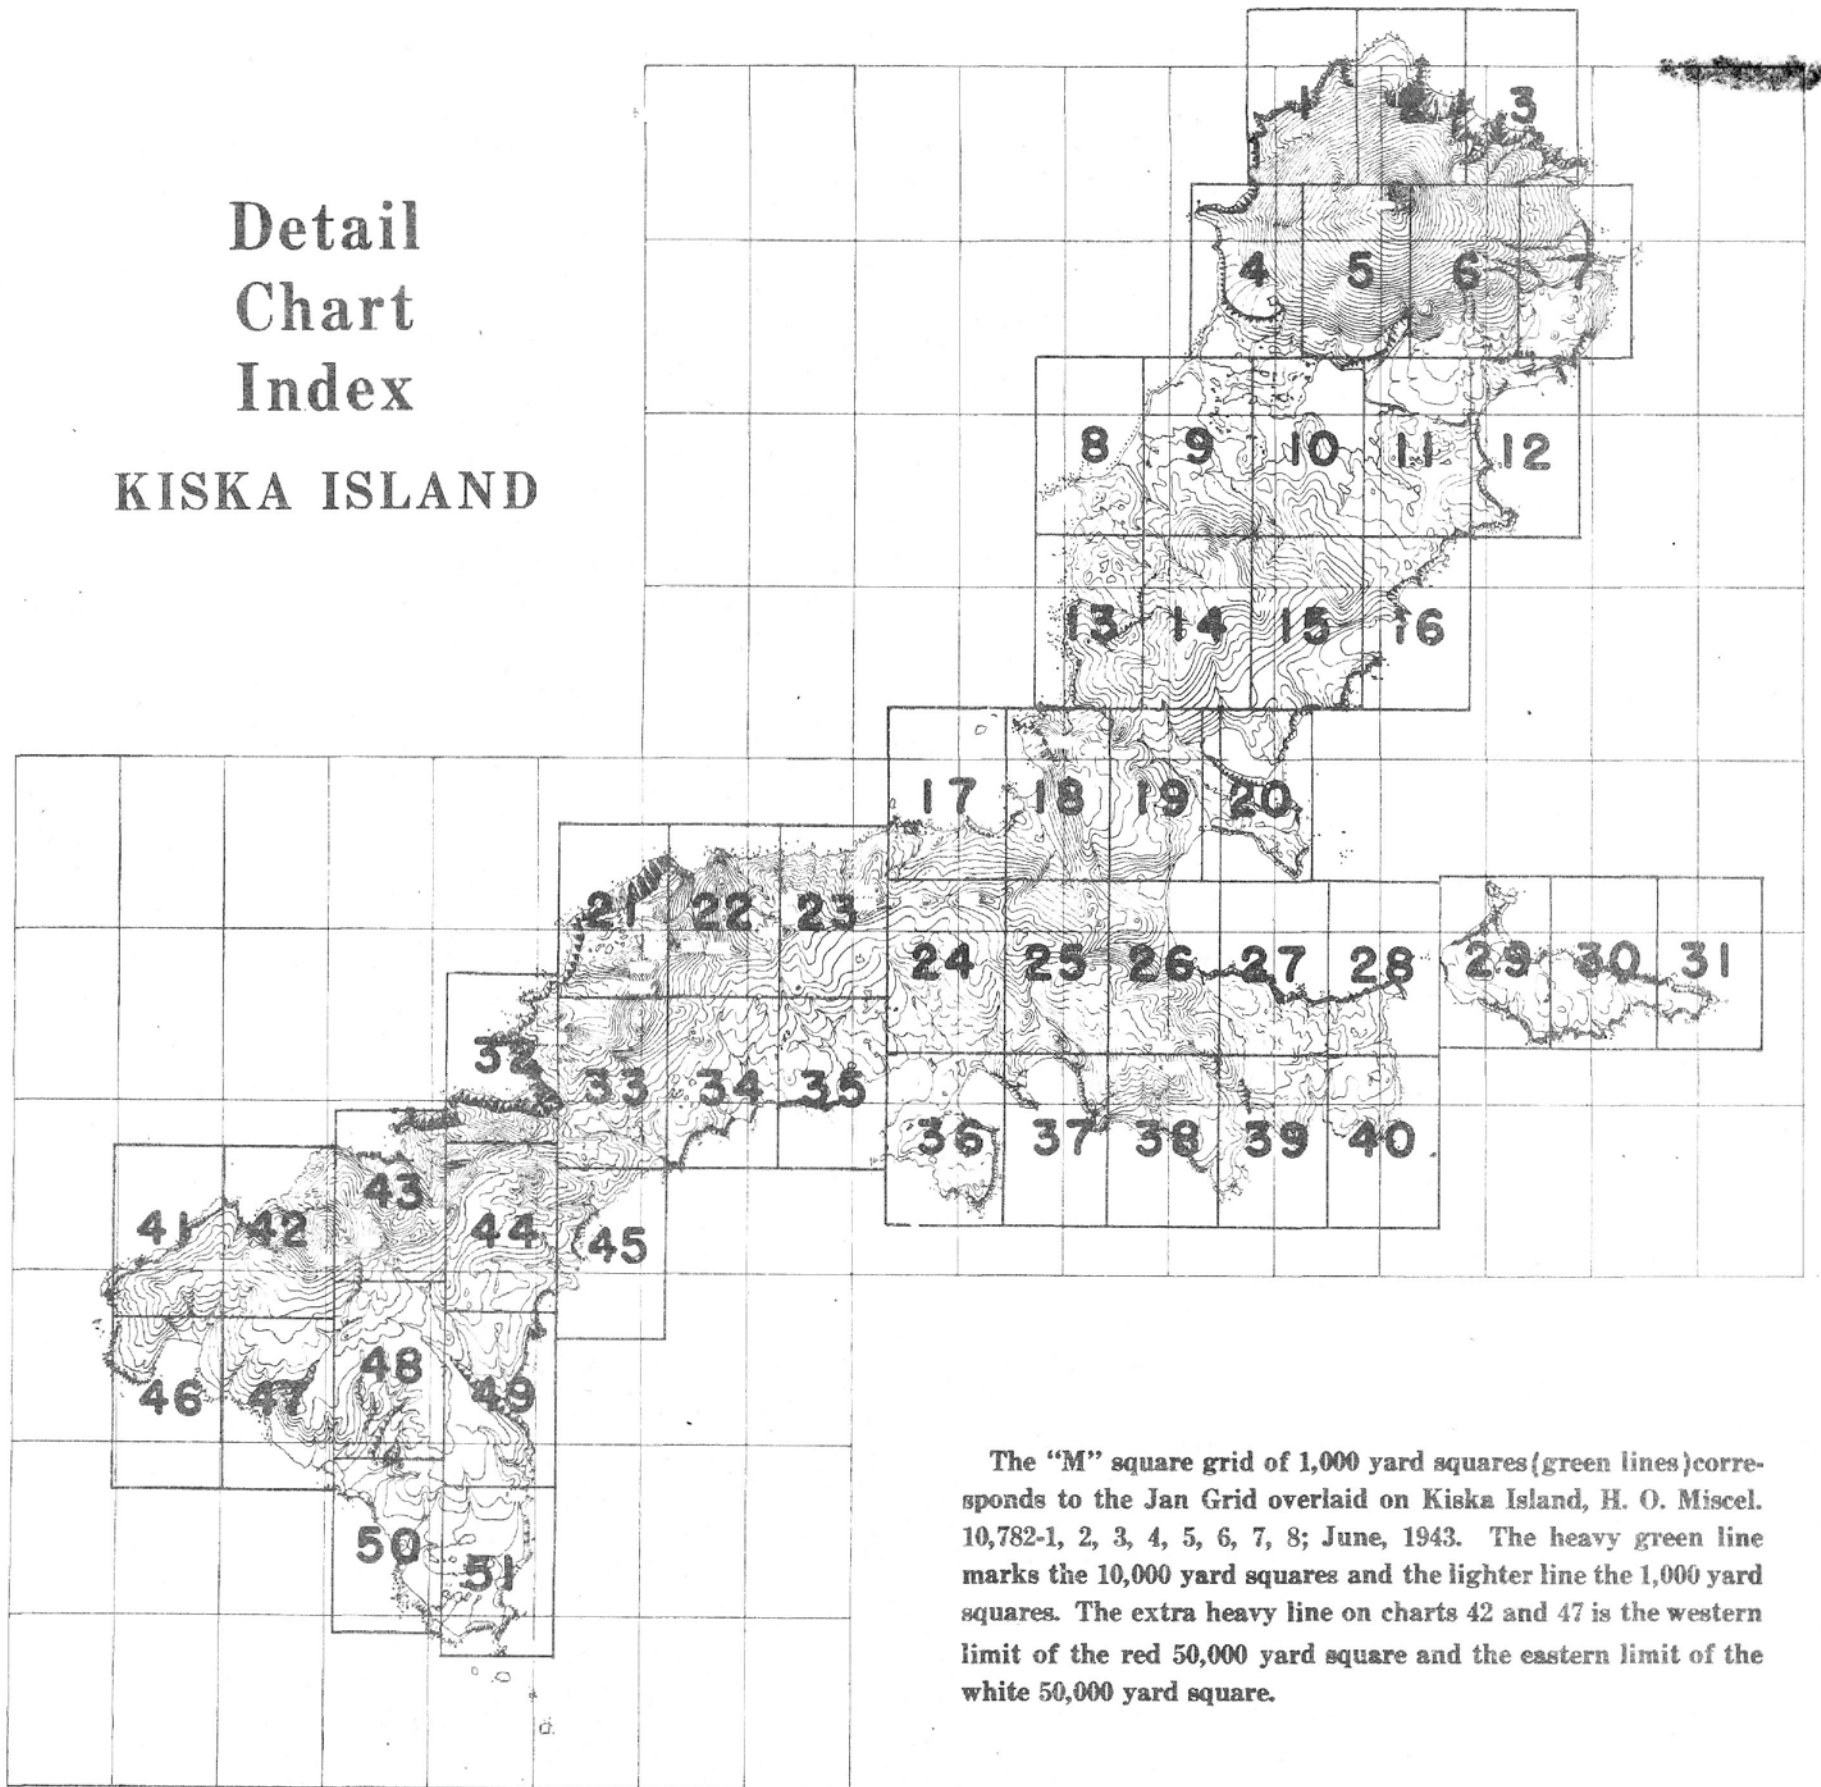 Detail
Chart
Index
KISKA ISLAND
1 2 3
4 5 6 7
8 9 10 11 12
13 14 15 16
17 18 19 20
21 22 23
24 25 26 27 28
29 30 31
32 33 34 35
36 37 38 39 40
41 42 43 44 45
46 47 48 49
50 51
The “M” square grid of 1,000 yard squares (green lines) corre-
sponds to the Jan Grid overlaid on Kiska Island, H. O. Miscel.
10,782-1, 2, 3, 4, 5, 6, 7, 8; June, 1943. The heavy green line
marks the 10,000 yard squares and the lighter line the 1,000 yard
squares. The extra heavy line on charts 42 and 47 is the western
limit of the red 50,000 yard square and the eastern limit of the
white 50,000 yard square.